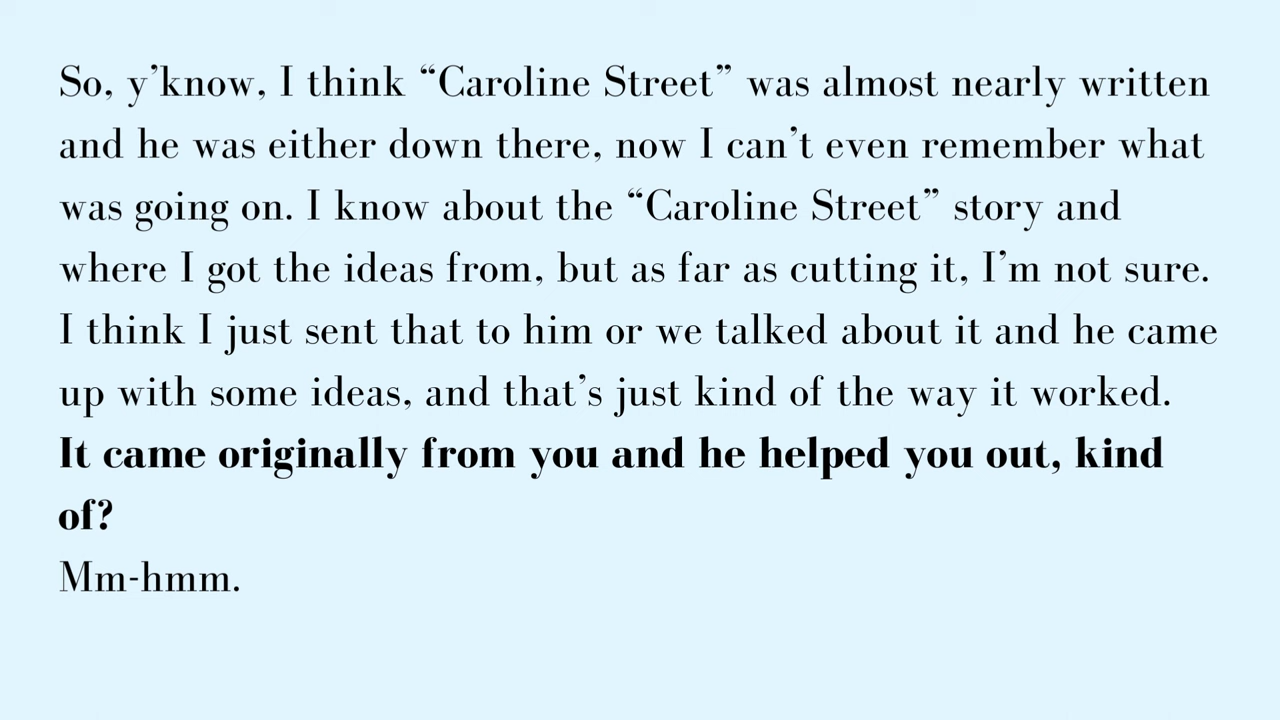 So, y’know, I think “Caroline Street” was almost nearly written
and he was either down there, now I can’t even remember what
was going on. I know about the “Caroline Street” story and
where I got the ideas from, but as far as cutting it, I’m not sure.
I think I just sent that to him or we talked about it and he came
up with some ideas, and that’s just kind of the way it worked.
It came originally from you and he helped you out, kind
of?
Mm-hmm.